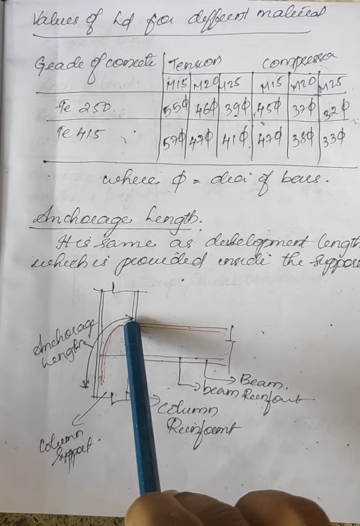 Values of Ld for different material
Grade of concrete Tension Compression
M15 M20 M25 M15 M20 M25
Fe 250 55φ 46φ 39φ 45φ 37φ 32φ
Fe 415 57φ 47φ 41φ 47φ 38φ 33φ
where φ = dia of bars.
Anchorage Length.
It is same as development length
which is provided inside the support
Anchorage
Length
Beam.
beam Reinfout
Column
Reinfomt
Column
Support.